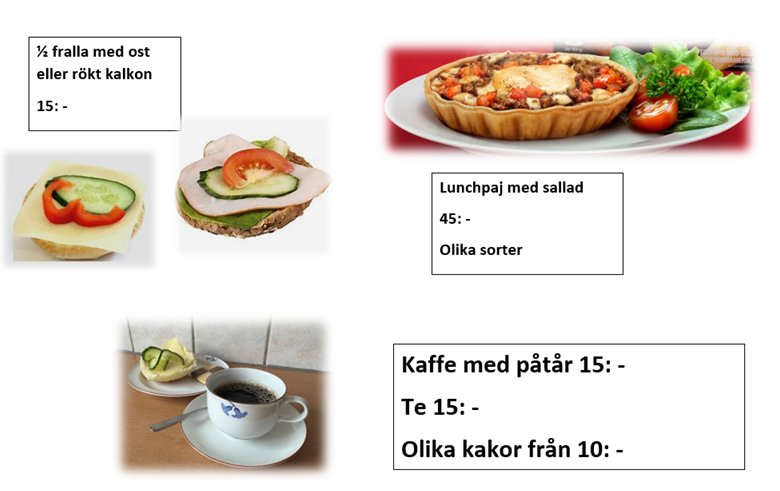 ½ fralla med ost
eller rökt kalkon
15: -
Lunchpaj med sallad
45: -
Olika sorter
Kaffe med påtår 15: -
Te 15: -
Olika kakor från 10: -